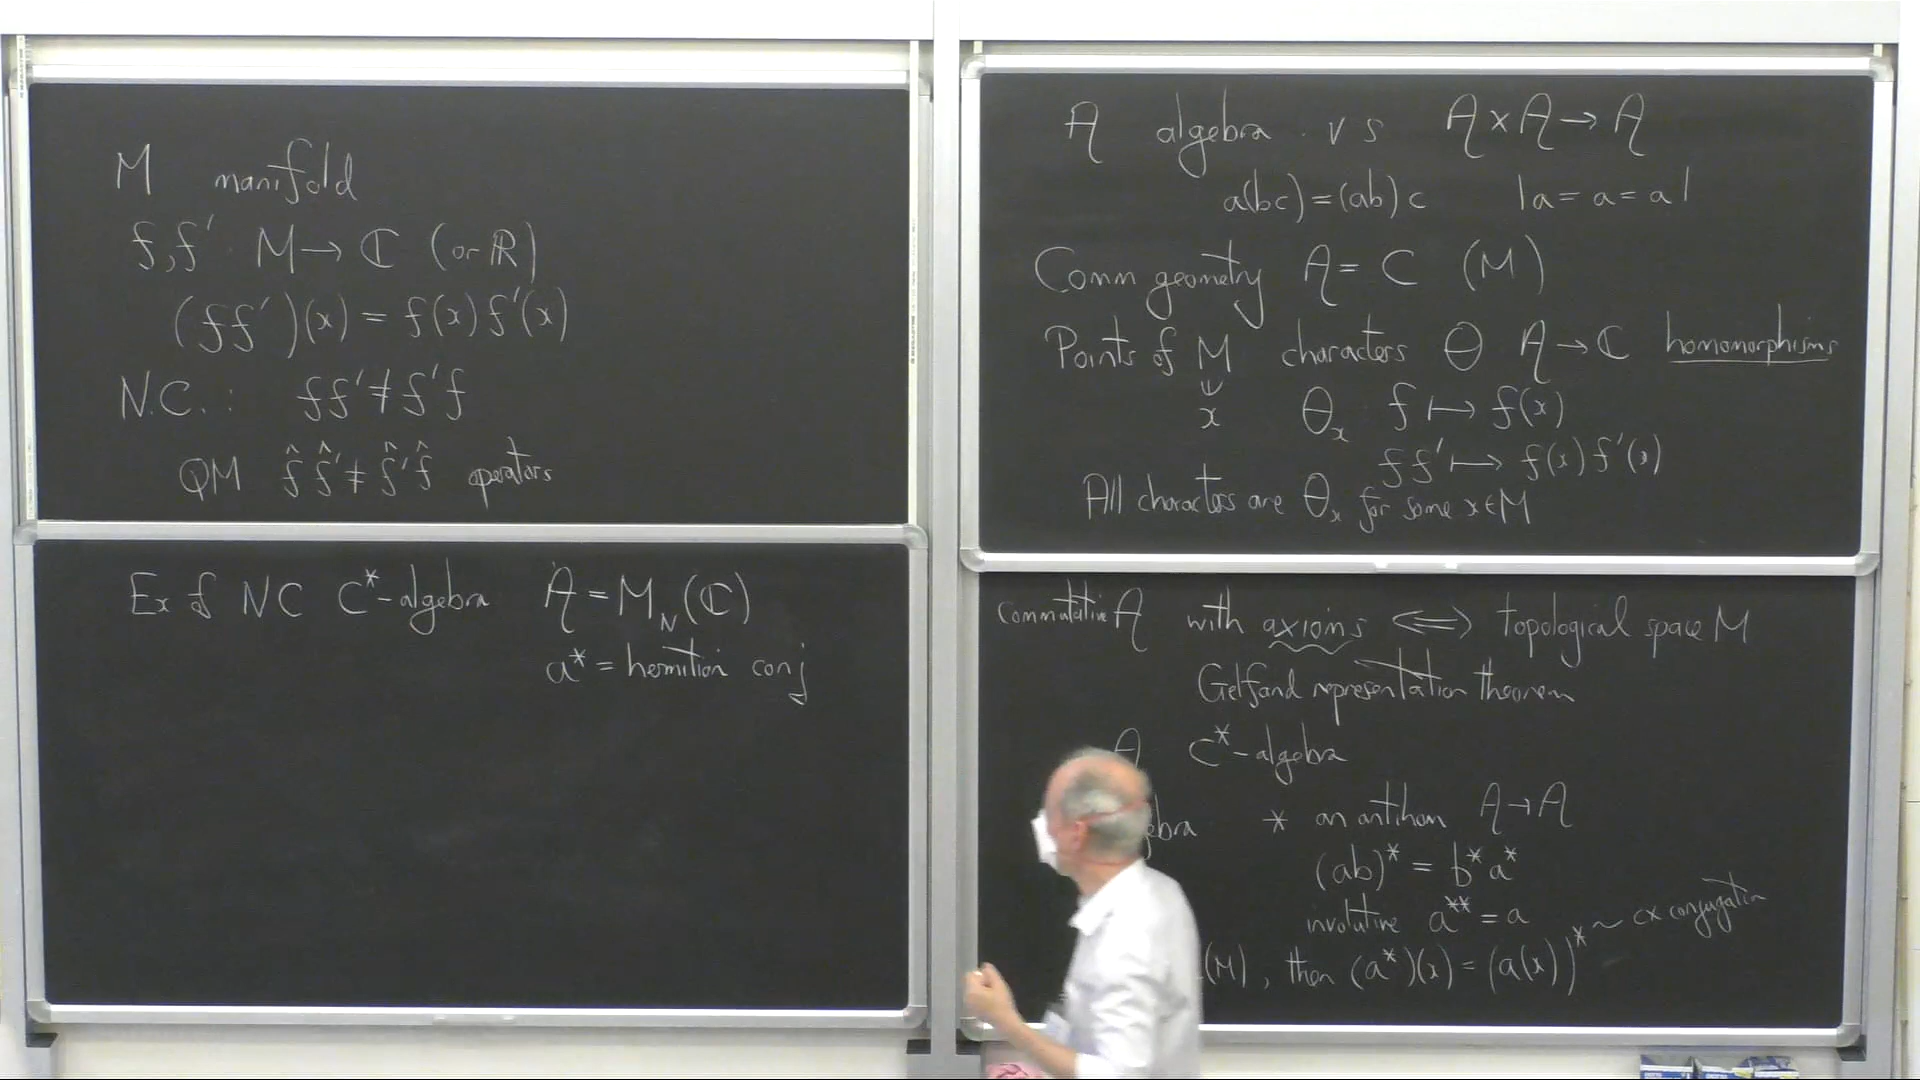 M manifold
f, f' : M → ℂ (or ℝ)
(ff')(x) = f(x) f'(x)
N.C. : ff' ≠ f'f
QM f̂ f̂' ≠ f̂' f̂ operators
Ex of NC C*-algebra A = M_N(ℂ)
a* = hermitian conj
A algebra . vs A × A → A
a(bc) = (ab)c 1a = a = a1
Comm geometry A = C (M)
Points of M characters θ A → ℂ homomorphisms
x θ_x f ↦ f(x)
ff' ↦ f(x) f'(x)
All characters are θ_x for some x ∈ M
commutative A with axioms ⟺ topological space M
Gelfand representation theorem
A C*-algebra
* an antihom A → A
(ab)* = b* a*
involutive a** = a
(M), then (a*)(x) = (a(x))* ~ cx conjugation